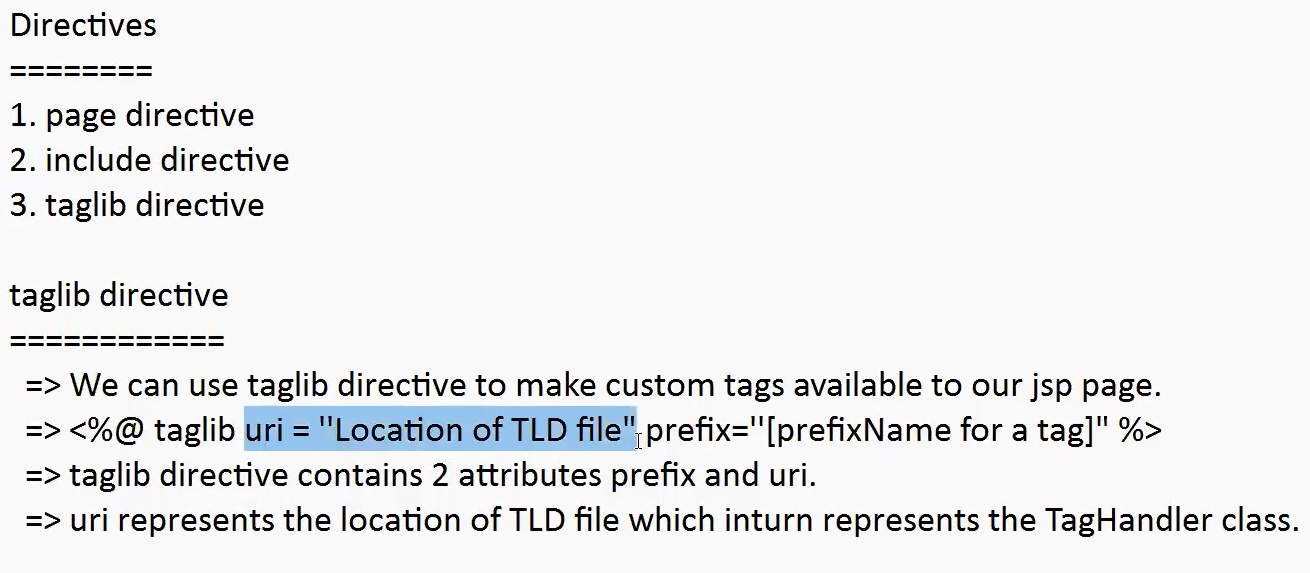 Directives
========
1. page directive
2. include directive
3. taglib directive
taglib directive
============
=> We can use taglib directive to make custom tags available to our jsp page.
=> <%@ taglib uri = "Location of TLD file" prefix="[prefixName for a tag]" %>
=> taglib directive contains 2 attributes prefix and uri.
=> uri represents the location of TLD file which inturn represents the TagHandler class.